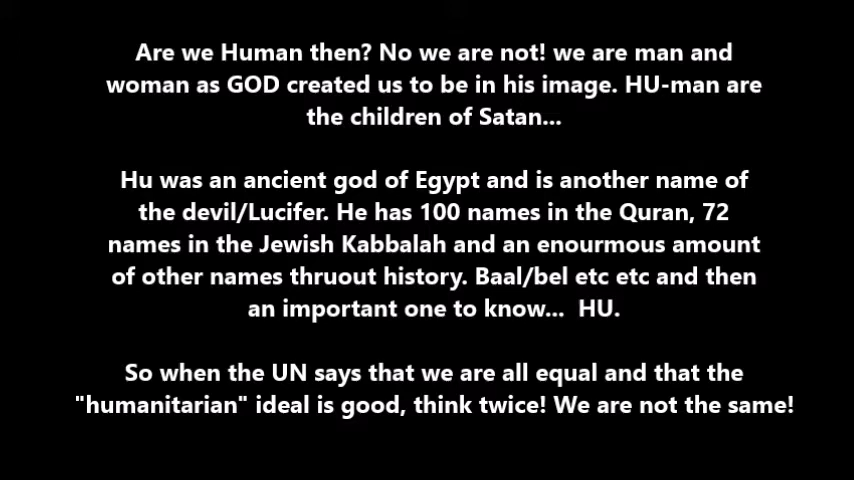 Are we Human then? No we are not! we are man and
woman as GOD created us to be in his image. HU-man are
the children of Satan...
Hu was an ancient god of Egypt and is another name of
the devil/Lucifer. He has 100 names in the Quran, 72
names in the Jewish Kabbalah and an enourmous amount
of other names thruout history. Baal/bel etc etc and then
an important one to know...  HU.
So when the UN says that we are all equal and that the
"humanitarian" ideal is good, think twice! We are not the same!